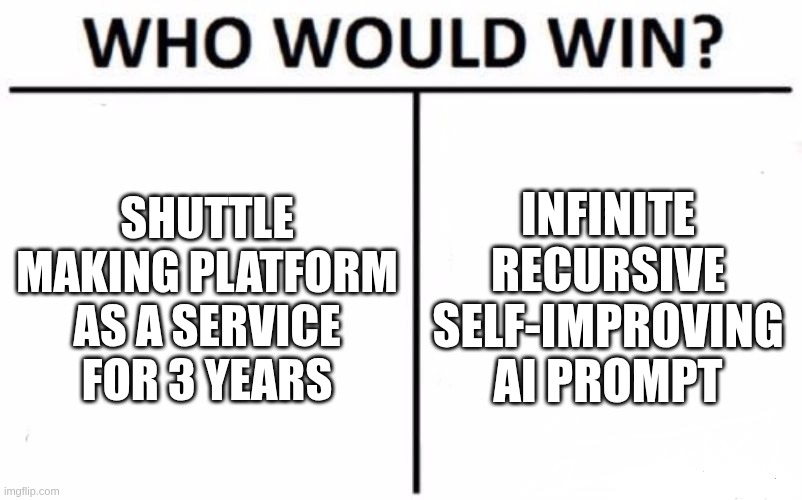 WHO WOULD WIN?
SHUTTLE
MAKING PLATFORM
AS A SERVICE
FOR 3 YEARS
INFINITE
RECURSIVE
SELF-IMPROVING
AI PROMPT
imgflip.com